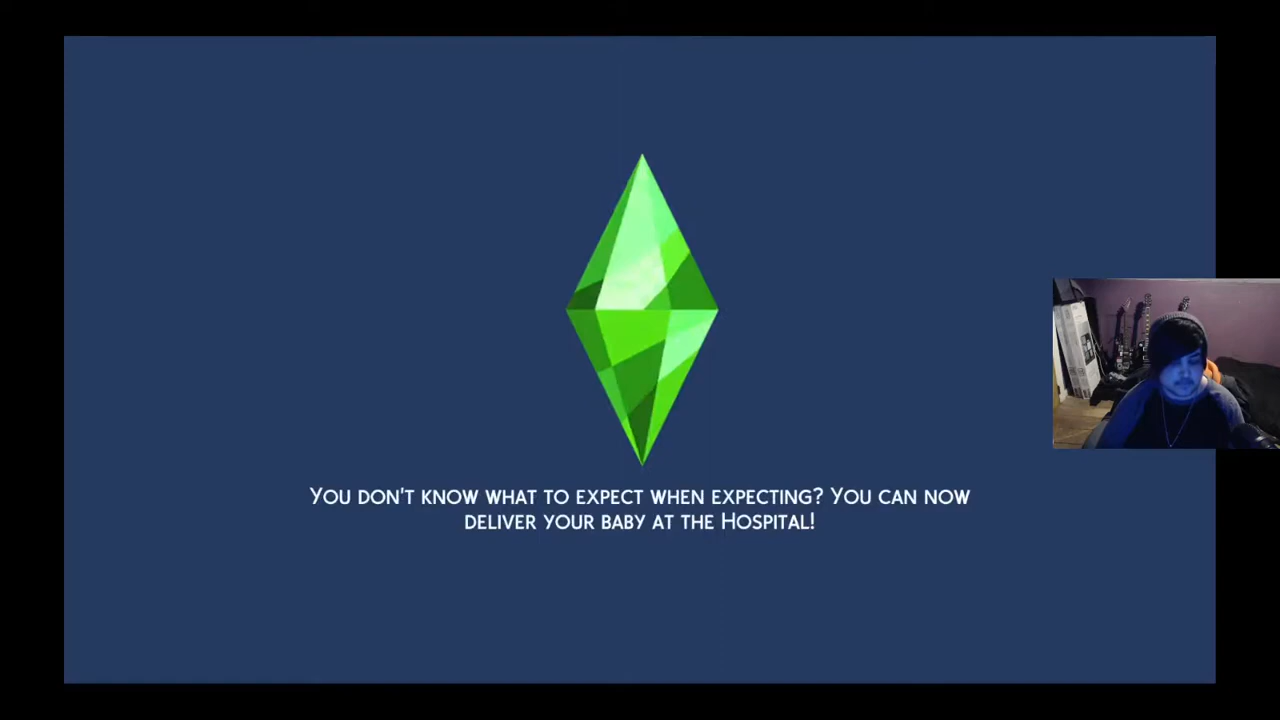 You don't know what to expect when expecting? You can now
deliver your baby at the Hospital!